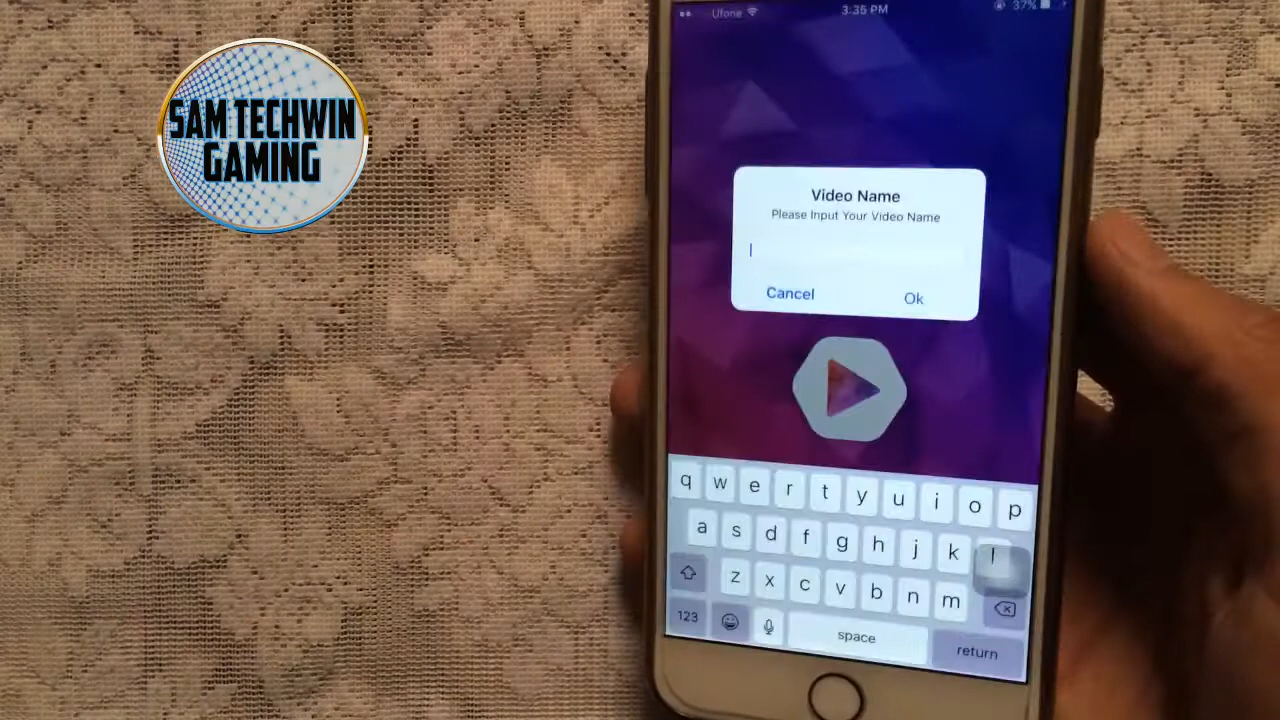 SAM TECHWIN
GAMING
Ufone
3:35 PM
37%
Video Name
Please Input Your Video Name
Cancel
Ok
q w e r t y u i o p
a s d f g h j k l
z x c v b n m
123
space
return